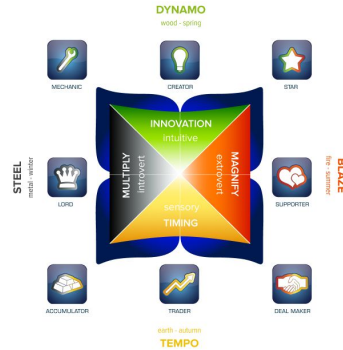 DYNAMO
wood - spring
MECHANIC
CREATOR
STAR
INNOVATION
intuitive
STEEL
metal - winter
MULTIPLY
introvert
MAGNIFY
extrovert
BLAZE
fire - summer
LORD
SUPPORTER
sensory
TIMING
ACCUMULATOR
TRADER
DEAL MAKER
earth - autumn
TEMPO